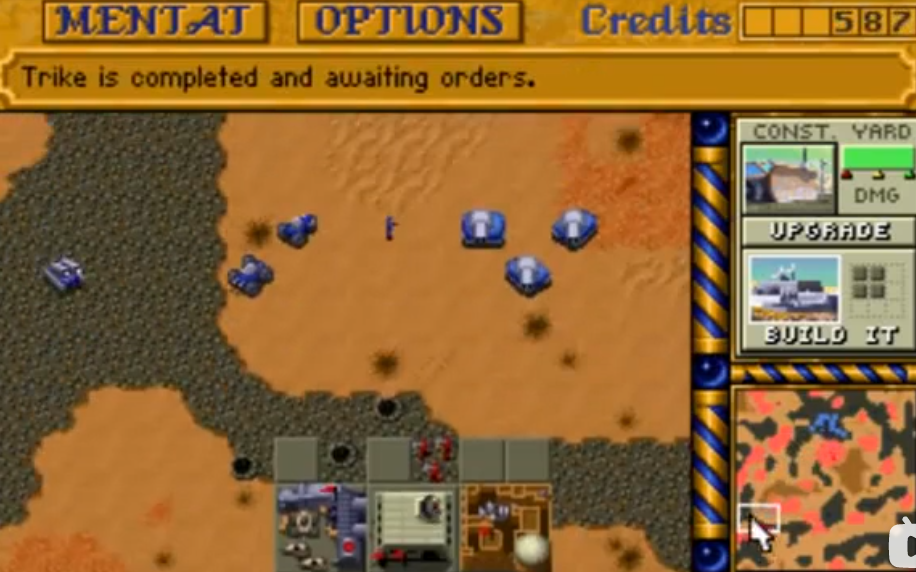 MENTAT OPTIONS Credits 587
Trike is completed and awaiting orders.
CONST. YARD
DMG
UPGRADE
BUILD IT